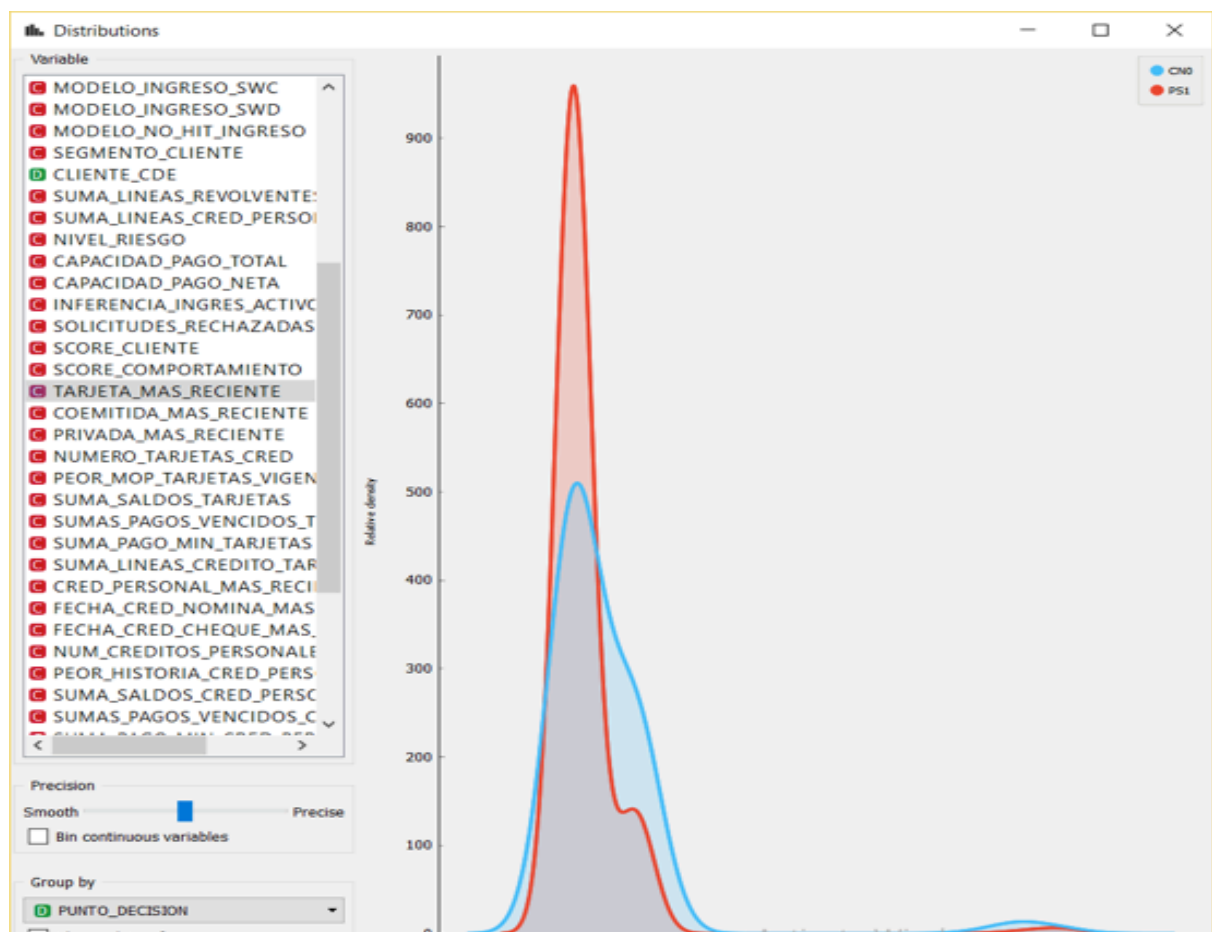 Distributions
Variable
MODELO_INGRESO_SWC
MODELO_INGRESO_SWD
MODELO_NO_HIT_INGRESO
SEGMENTO_CLIENTE
CLIENTE_CDE
SUMA_LINEAS_REVOLVENTES
SUMA_LINEAS_CRED_PERSO
NIVEL_RIESGO
CAPACIDAD_PAGO_TOTAL
CAPACIDAD_PAGO_NETA
INFERENCIA_INGRES_ACTIVO
SOLICITUDES_RECHAZADAS
SCORE_CLIENTE
SCORE_COMPORTAMIENTO
TARJETA_MAS_RECIENTE
COEMITIDA_MAS_RECIENTE
PRIVADA_MAS_RECIENTE
NUMERO_TARJETAS_CRED
PEOR_MOP_TARJETAS_VIGEN
SUMA_SALDOS_TARJETAS
SUMAS_PAGOS_VENCIDOS_T
SUMA_PAGO_MIN_TARJETAS
SUMA_LINEAS_CREDITO_TAR
CRED_PERSONAL_MAS_RECI
FECHA_CRED_NOMINA_MAS
FECHA_CRED_CHEQUE_MAS_
NUM_CREDITOS_PERSONALE
PEOR_HISTORIA_CRED_PERS
SUMA_SALDOS_CRED_PERSO
SUMAS_PAGOS_VENCIDOS_C
Precision
Smooth Precise
Bin continuous variables
Group by
PUNTO_DECISION
CN0
PS1
900
800
700
600
500
400
300
200
100
0
Relative density